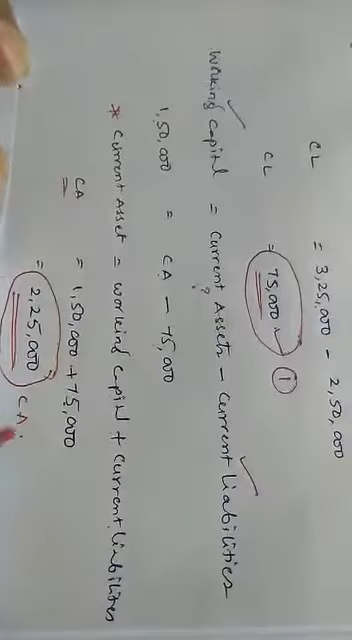 CL = 3,25,000 - 2,50,000
CL = 75,000 ①
Working Capital = Current Assets - Current Liabilities
?
1,50,000 = CA - 75,000
* Current Asset = Working Capital + Current Liabilities
CA = 1,50,000 + 75,000
= 2,25,000 CA.